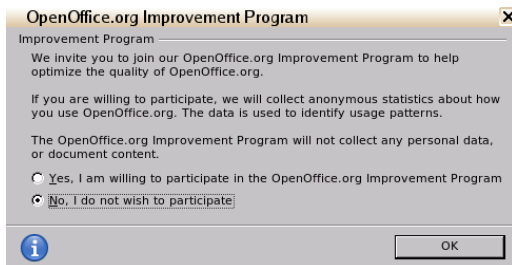 OpenOffice.org Improvement Program
Improvement Program
We invite you to join our OpenOffice.org Improvement Program to help
optimize the quality of OpenOffice.org.
If you are willing to participate, we will collect anonymous statistics about how
you use OpenOffice.org. The data is used to identify usage patterns.
The OpenOffice.org Improvement Program will not collect any personal data,
or document content.
Yes, I am willing to participate in the OpenOffice.org Improvement Program
No, I do not wish to participate
OK